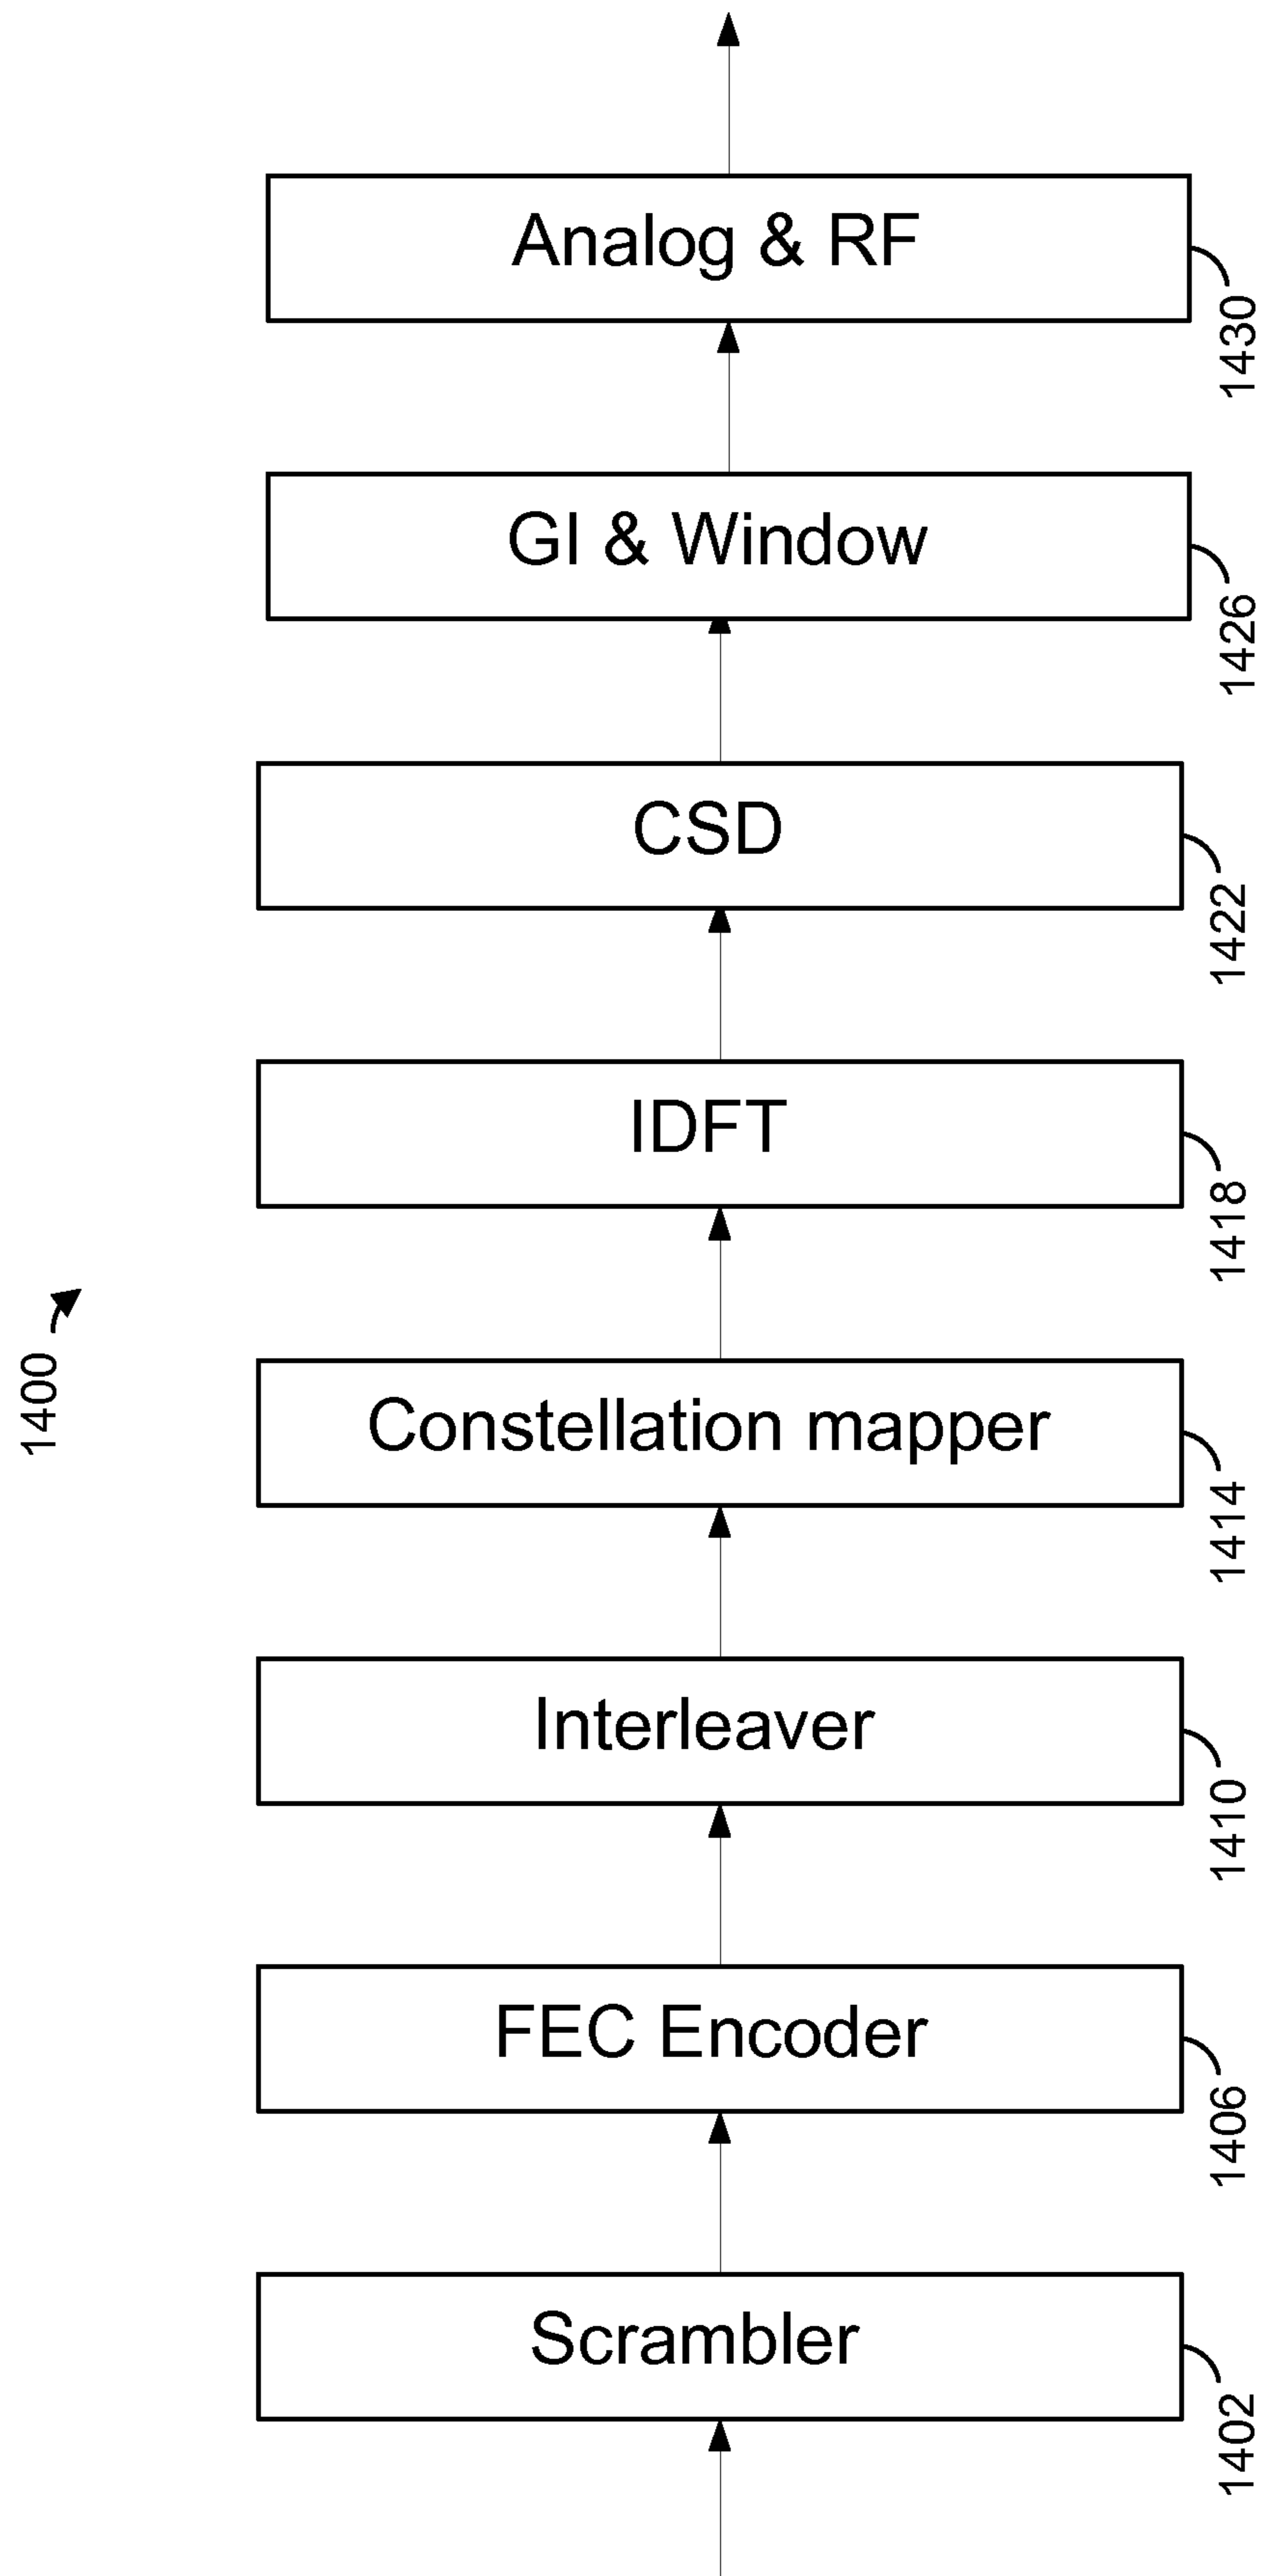 Analog & RF
1430
GI & Window
1426
CSD
1422
IDFT
1418
1400
Constellation mapper
1414
Interleaver
1410
FEC Encoder
1406
Scrambler
1402